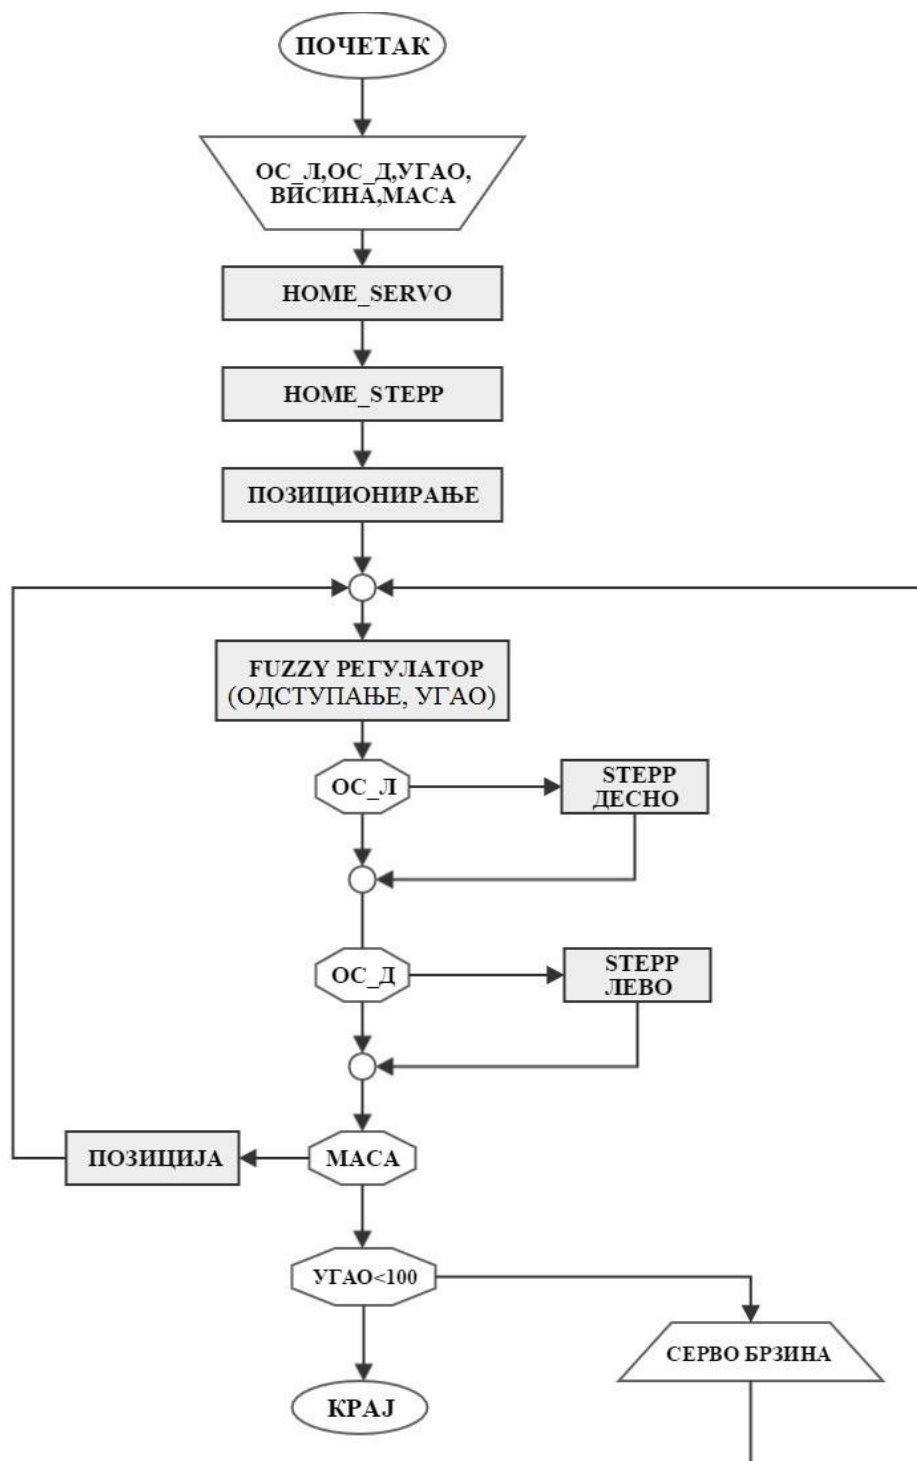 ПОЧЕТАК
ОС_Л,ОС_Д,УГАО,
ВИСИНА,МАСА
HOME_SERVO
HOME_STEPP
ПОЗИЦИОНИРАЊЕ
FUZZY РЕГУЛАТОР
(ОДСТУПАЊЕ, УГАО)
ОС_Л
STEPP
ДЕСНО
ОС_Д
STEPP
ЛЕВО
ПОЗИЦИЈА
МАСА
УГАО<100
СЕРВО БРЗИНА
КРАЈ